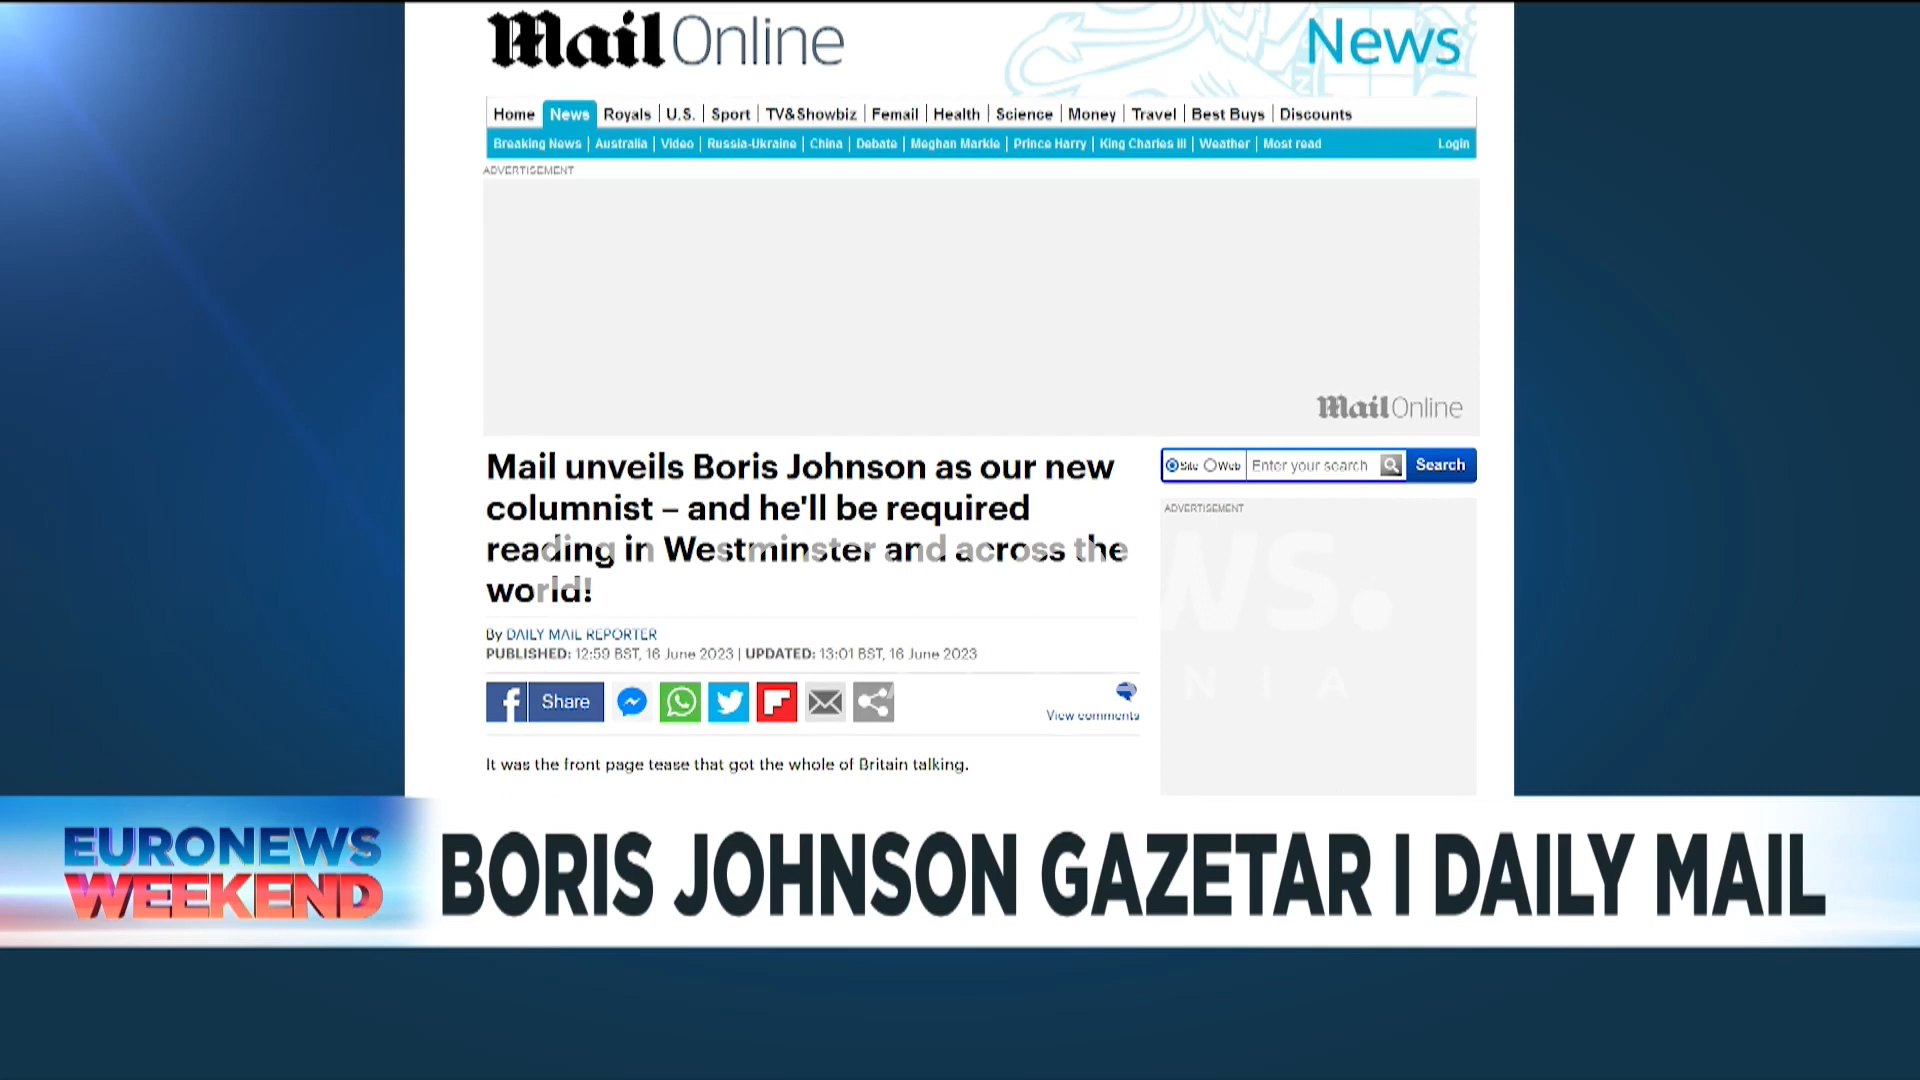 Mail Online
News
Home News Royals U.S. Sport TV&Showbiz Femail Health Science Money Travel Best Buys Discounts
Breaking News Australia Video Russia-Ukraine China Debate Meghan Markle Prince Harry King Charles III Weather Most read Login
ADVERTISEMENT
Mail Online
Mail unveils Boris Johnson as our new
columnist – and he'll be required
reading in Westminster and across the
world!
Site Web Enter your search Search
ADVERTISEMENT
WS.
NIA
By DAILY MAIL REPORTER
PUBLISHED: 12:59 BST, 16 June 2023 | UPDATED: 13:01 BST, 16 June 2023
f Share
View comments
It was the front page tease that got the whole of Britain talking.
EURONEWS
WEEKEND
BORIS JOHNSON GAZETAR I DAILY MAIL